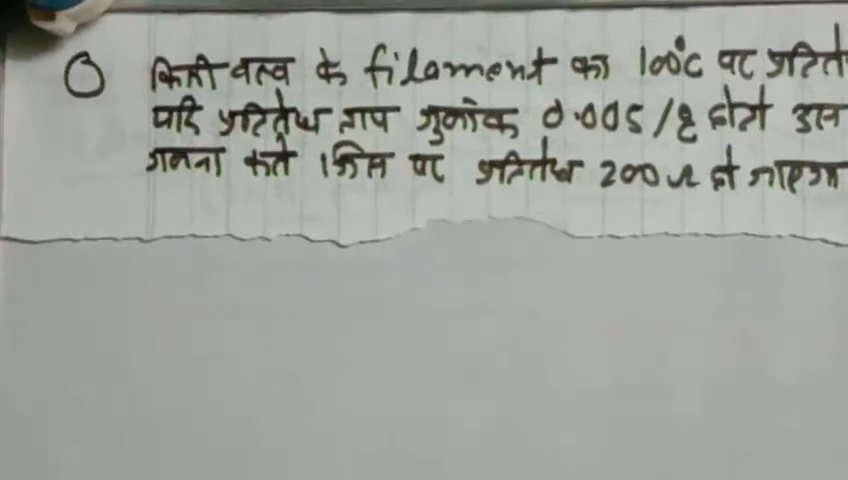 किसी बल्ब के filament का 100°C पर प्रतिरो
यदि प्रतिरोध ताप गुणांक 0.005/°C हो तो उस
गणना करो जिस पर प्रतिरोध 200Ω हो जाएगा